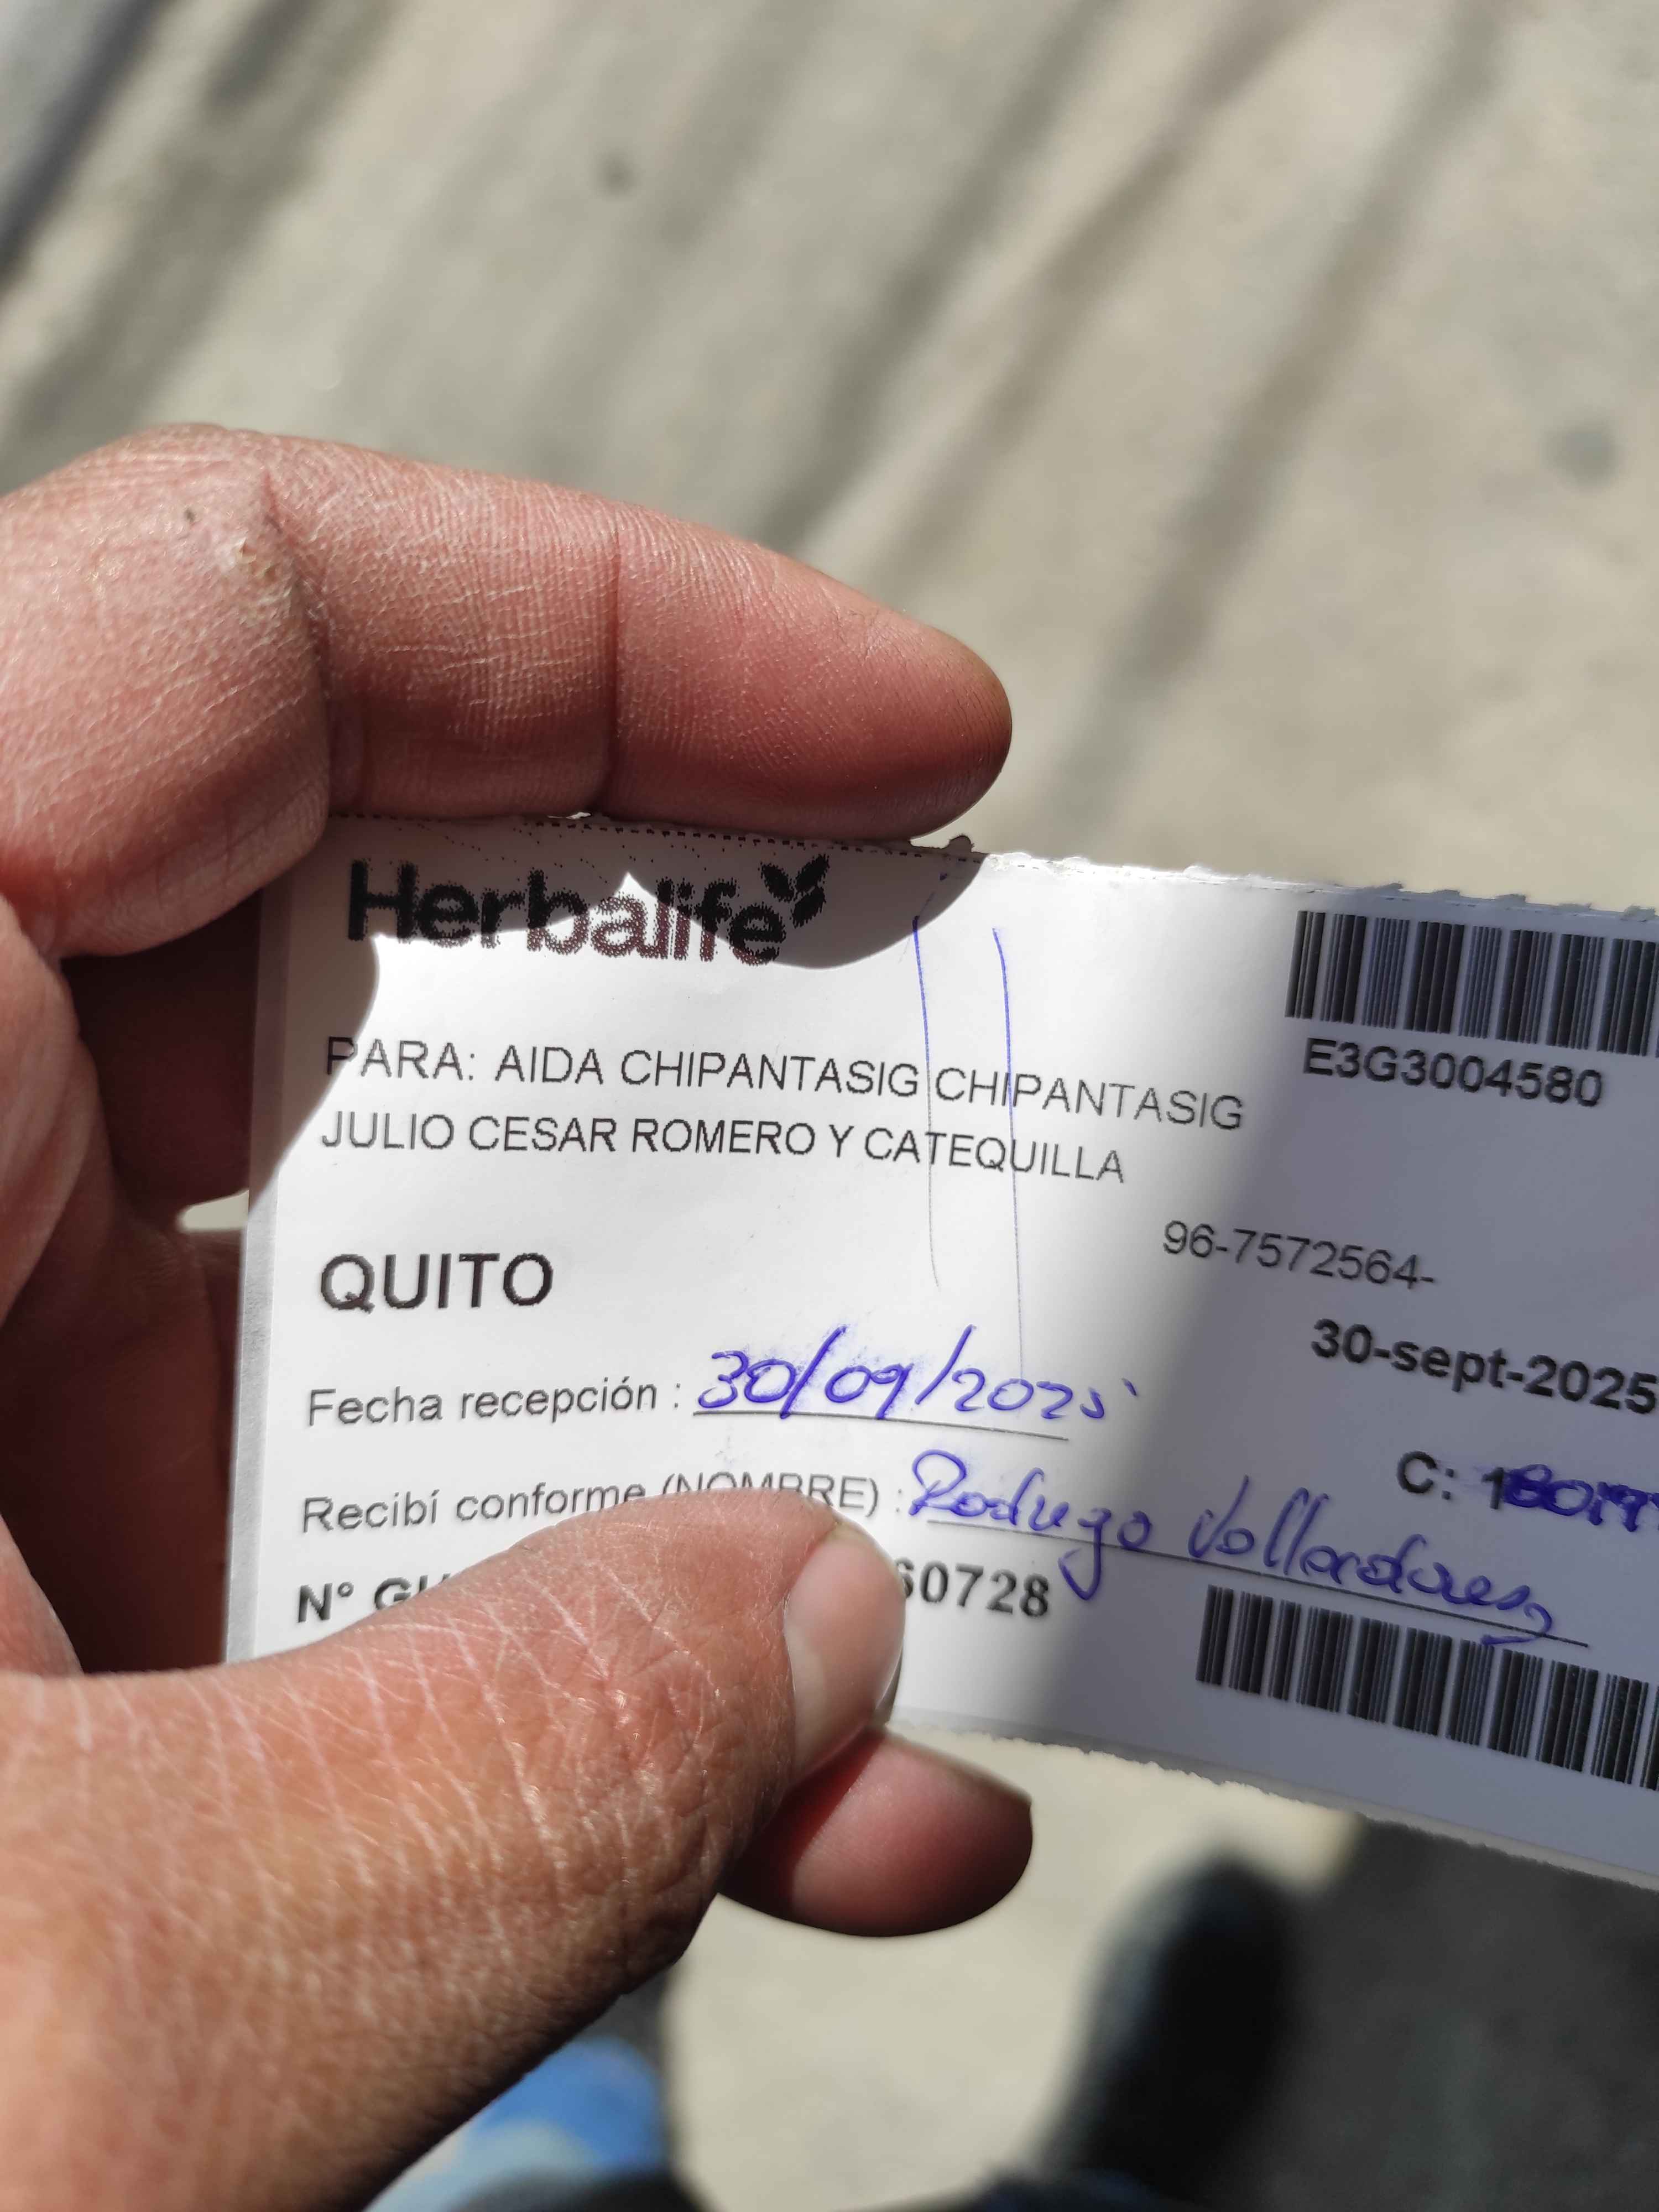 Herbalife
E3G3004580
PARA: AIDA CHIPANTASIG CHIPANTASIG
JULIO CESAR ROMERO Y CATEQUILLA
96-7572564-
QUITO
30-sept-2025
Fecha recepción : 30/09/2025
C:
Recibí conforme (NOMBRE) : Rodrigo Valladares
N° 60728